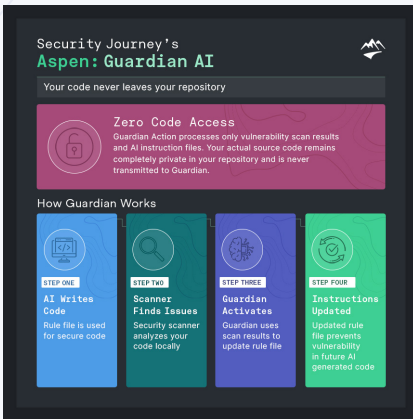 Security Journey's
Aspen: Guardian AI
Your code never leaves your repository
Zero Code Access
Guardian Action processes only vulnerability scan results
and AI instruction files. Your actual source code remains
completely private in your repository and is never
transmitted to Guardian.
How Guardian Works
STEP ONE
AI Writes
Code
Rule file is used
for secure code
STEP TWO
Scanner
Finds Issues
Security scanner
analyzes your
code locally
STEP THREE
Guardian
Activates
Guardian uses
scan results to
update rule file
STEP FOUR
Instructions
Updated
Updated rule
file prevents
vulnerability
in future AI
generated code